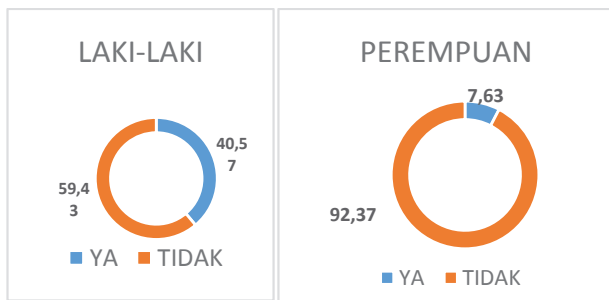 LAKI-LAKI
40,5
7
59,4
3
YA TIDAK
PEREMPUAN
7,63
92,37
YA TIDAK